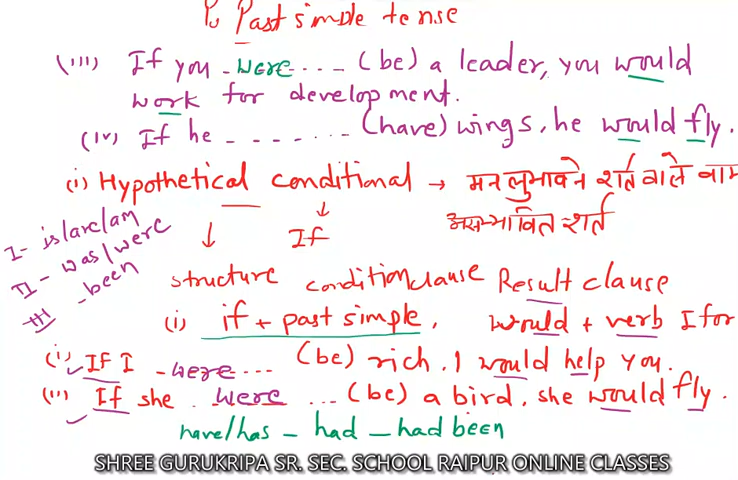 Past simple tense
(iii) If you were.... (be) a leader, you would
work for development.
(iv) If he ........ (have) wings, he would fly.
(i) Hypothetical conditional → मन लुभावने शर्त वाले वाक्य
If असम्भावित शर्त
I - is/are/am
II - was/were
III - been
structure condition clause Result clause
(i) if + past simple, would + verb I for
(i) If I were.... (be) rich, I would help you.
(ii) If she were ... (be) a bird, she would fly.
have/has - had - had been
SHREE GURUKRIPA SR. SEC. SCHOOL RAIPUR ONLINE CLASSES